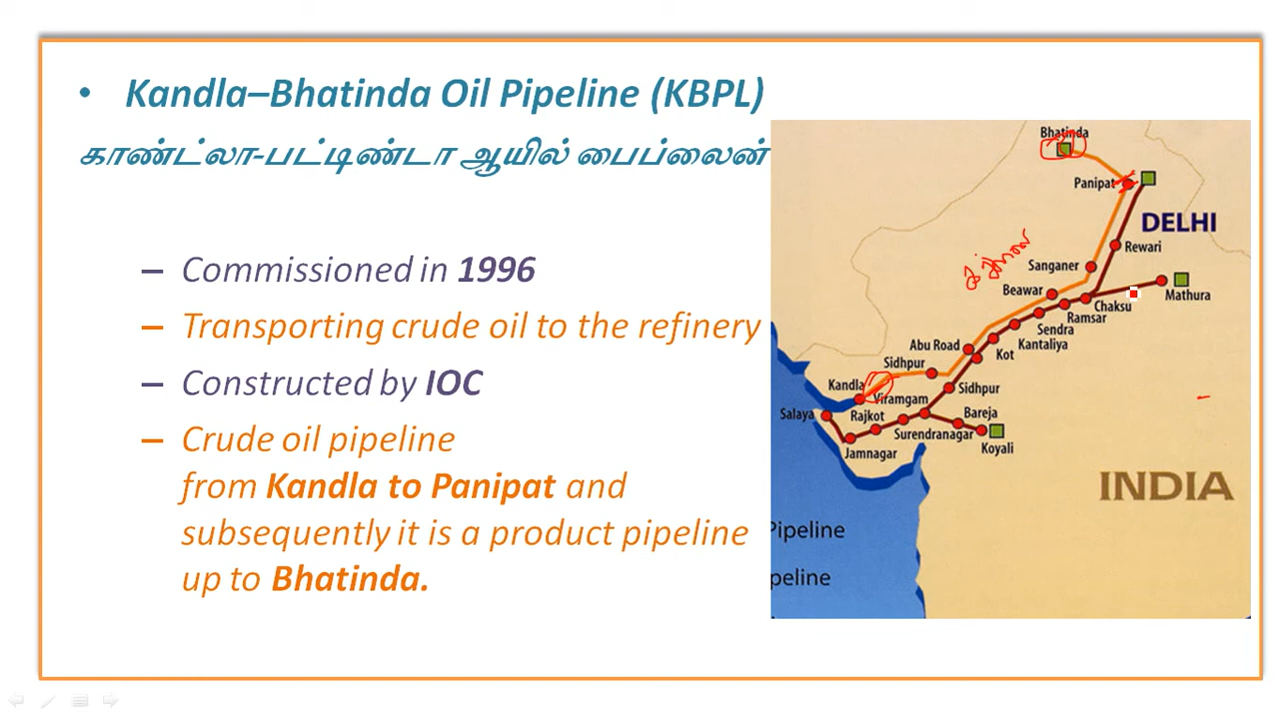 • Kandla–Bhatinda Oil Pipeline (KBPL)
காண்ட்லா-பட்டிண்டா ஆயில் பைப்லைன்
– Commissioned in 1996
– Transporting crude oil to the refinery
– Constructed by IOC
– Crude oil pipeline
from Kandla to Panipat and
subsequently it is a product pipeline
up to Bhatinda.
Bhatinda
Panipat
DELHI
Rewari
Sanganer
Beawar
Mathura
Chaksu
Ramsar
Sendra
Kantaliya
Abu Road
Kot
Sidhpur
Kandla
Sidhpur
Viramgam
Salaya
Rajkot
Bareja
Surendranagar
Koyali
Jamnagar
INDIA
Pipeline
peline